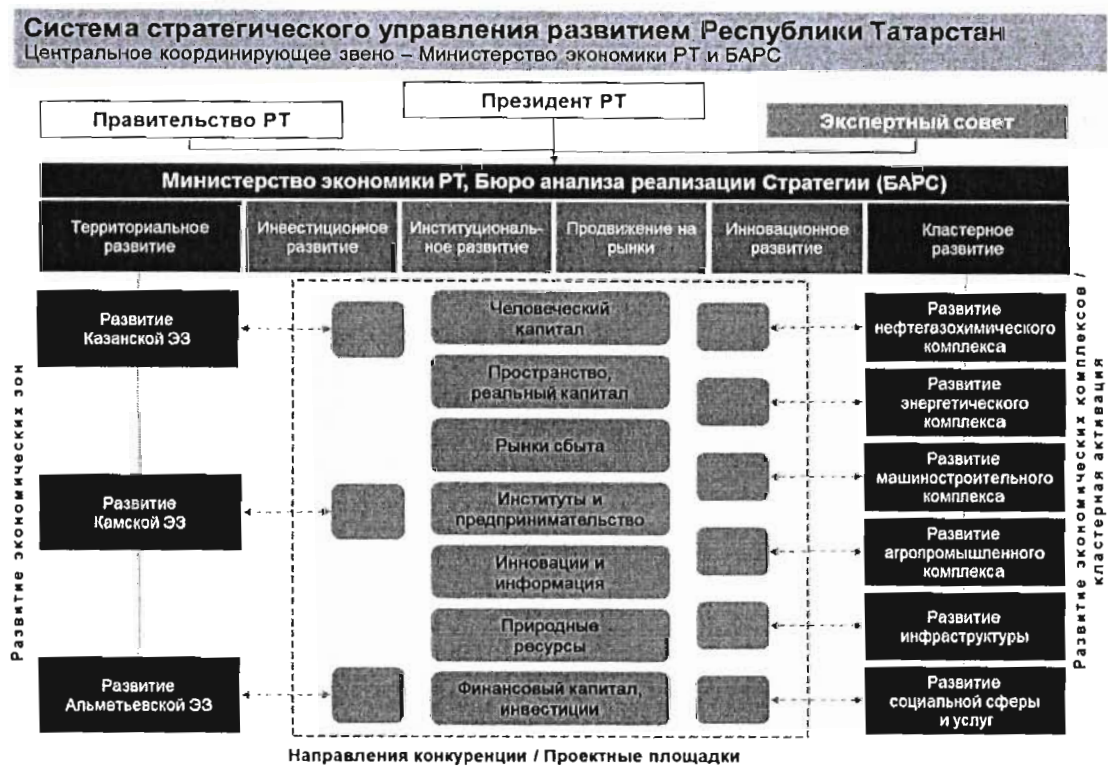 Система стратегического управления развитием Республики Татарстан
Центральное координирующее звено – Министерство экономики РТ и БАРС
Президент РТ
Правительство РТ
Экспертный совет
Министерство экономики РТ, Бюро анализа реализации Стратегии (БАРС)
Территориальное
развитие
Инвестиционное
развитие
Институциональ-
ное развитие
Продвижение на
рынки
Инновационное
развитие
Кластерное
развитие
Развитие экономических зон
Развитие
Казанской ЭЗ
Развитие
Камской ЭЗ
Развитие
Альметьевской ЭЗ
Человеческий
капитал
Пространство,
реальный капитал
Рынки сбыта
Институты и
предпринимательство
Инновации и
информация
Природные
ресурсы
Финансовый капитал,
инвестиции
Развитие
нефтегазохимического
комплекса
Развитие
энергетического
комплекса
Развитие
машиностроительного
комплекса
Развитие
агропромышленного
комплекса
Развитие
инфраструктуры
Развитие
социальной сферы
и услуг
Развитие экономических комплексов /
кластерная активация
Направления конкуренции / Проектные площадки